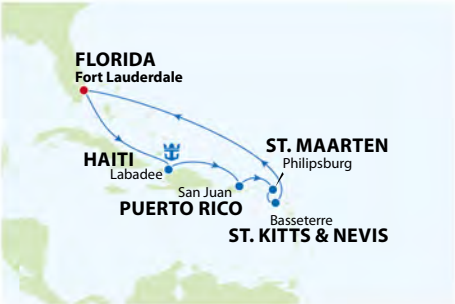 FLORIDA
Fort Lauderdale
HAITI
Labadee
ST. MAARTEN
Philipsburg
San Juan
PUERTO RICO
Basseterre
ST. KITTS & NEVIS